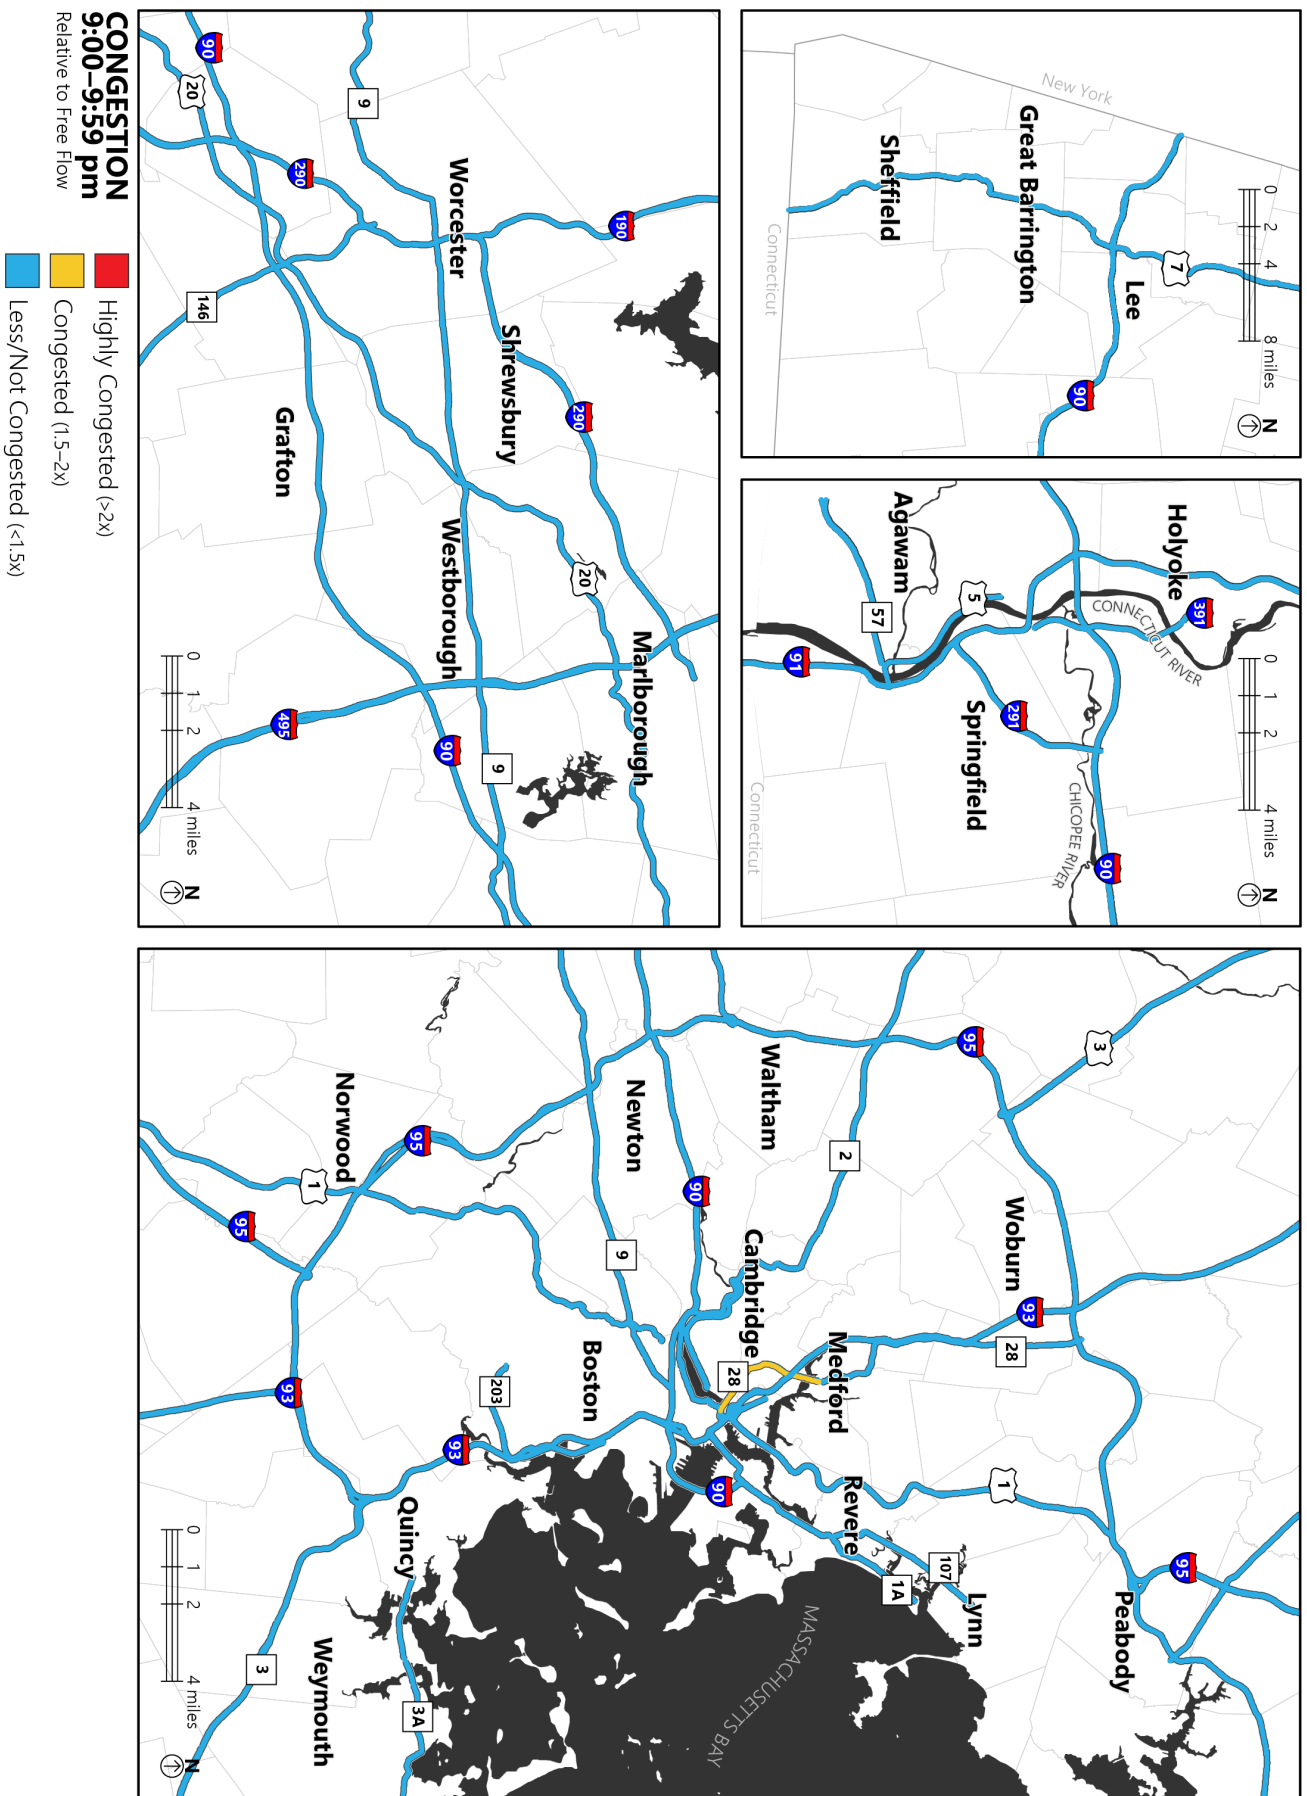 CONGESTION
9:00–9:59 pm
Relative to Free Flow
Highly Congested (>2x)
Congested (1.5–2x)
Less/Not Congested (<1.5x)
New York
Great Barrington
Sheffield
Lee
Connecticut
7
90
0 2 4 8 miles
N
Holyoke
Agawam
Springfield
CONNECTICUT RIVER
CHICOPEE RIVER
Connecticut
391
5
57
91
291
90
0 1 2 4 miles
N
90
20
9
290
190
146
Worcester
Shrewsbury
290
Grafton
Westborough
20
Marlborough
495
90
9
0 1 2 4 miles
N
95
3
Waltham
Newton
Norwood
95
1
95
90
2
9
Woburn
93
28
Cambridge
28
Medford
Boston
203
93
93
90
Revere
1
107
1A
Lynn
95
Peabody
Quincy
Weymouth
3
3A
MASSACHUSETTS BAY
0 1 2 4 miles
N